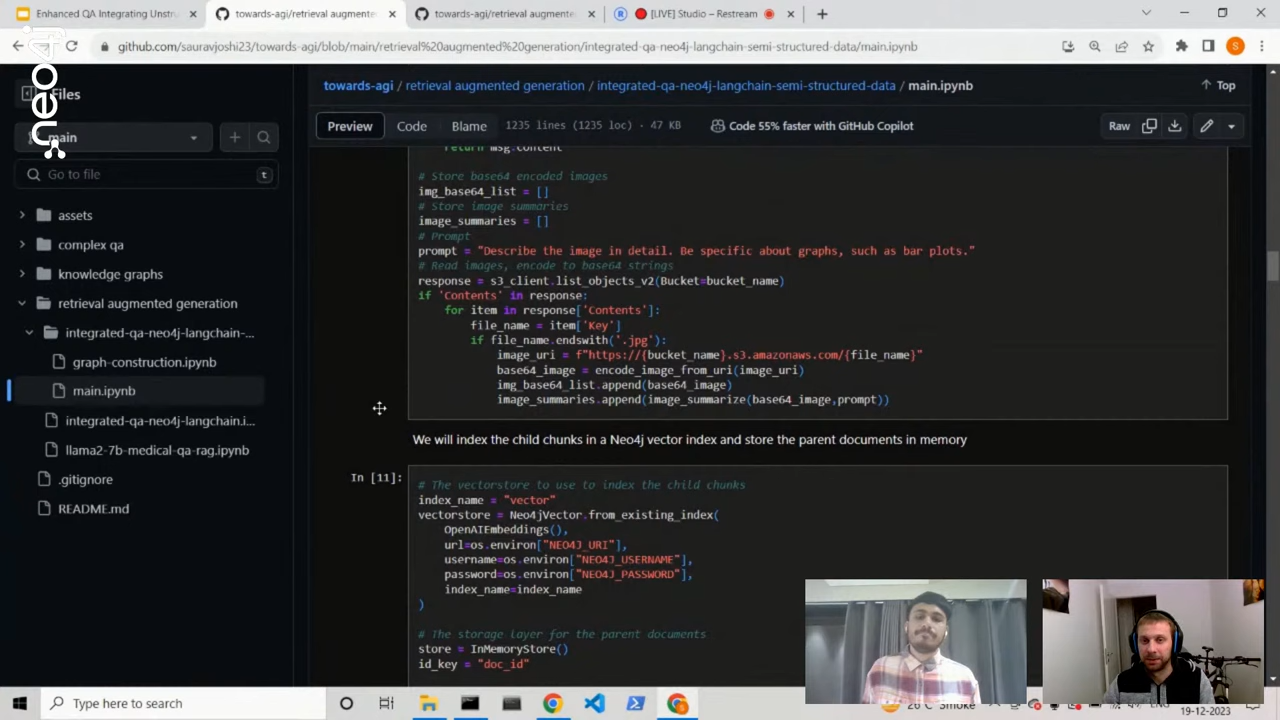 Enhanced QA Integrating Unstru
towards-agi/retrieval augmente
towards-agi/retrieval augmente
[LIVE] Studio – Restream
github.com/sauravjoshi23/towards-agi/blob/main/retrieval%20augmented%20generation/integrated-qa-neo4j-langchain-semi-structured-data/main.ipynb
neo4j
Files
main
Go to file
t
assets
complex qa
knowledge graphs
retrieval augmented generation
integrated-qa-neo4j-langchain-...
graph-construction.ipynb
main.ipynb
integrated-qa-neo4j-langchain.i...
llama2-7b-medical-qa-rag.ipynb
.gitignore
README.md
towards-agi / retrieval augmented generation / integrated-qa-neo4j-langchain-semi-structured-data / main.ipynb
Top
Preview Code Blame 1235 lines (1235 loc) · 47 KB Code 55% faster with GitHub Copilot Raw
return msg.content
# Store base64 encoded images
img_base64_list = []
# Store image summaries
image_summaries = []
# Prompt
prompt = "Describe the image in detail. Be specific about graphs, such as bar plots."
# Read images, encode to base64 strings
response = s3_client.list_objects_v2(Bucket=bucket_name)
if 'Contents' in response:
for item in response['Contents']:
file_name = item['Key']
if file_name.endswith('.jpg'):
image_uri = f"https://{bucket_name}.s3.amazonaws.com/{file_name}"
base64_image = encode_image_from_uri(image_uri)
img_base64_list.append(base64_image)
image_summaries.append(image_summarize(base64_image,prompt))
We will index the child chunks in a Neo4j vector index and store the parent documents in memory
In [11]:
# The vectorstore to use to index the child chunks
index_name = "vector"
vectorstore = Neo4jVector.from_existing_index(
OpenAIEmbeddings(),
url=os.environ["NEO4J_URI"],
username=os.environ["NEO4J_USERNAME"],
password=os.environ["NEO4J_PASSWORD"],
index_name=index_name
)
# The storage layer for the parent documents
store = InMemoryStore()
id_key = "doc_id"
Type here to search
26°C Smoke
ENG
19-12-2023